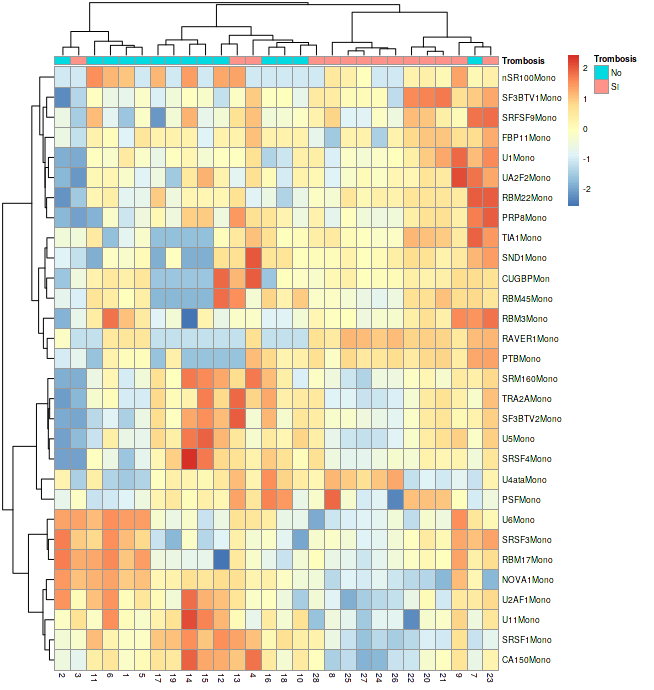 Trombosis
nSR100Mono
SF3BTV1Mono
SRFSF9Mono
FBP11Mono
U1Mono
UA2F2Mono
RBM22Mono
PRP8Mono
TIA1Mono
SND1Mono
CUGBPMon
RBM45Mono
RBM3Mono
RAVER1Mono
PTBMono
SRM160Mono
TRA2AMono
SF3BTV2Mono
U5Mono
SRSF4Mono
U4ataMono
PSFMono
U6Mono
SRSF3Mono
RBM17Mono
NOVA1Mono
U2AF1Mono
U11Mono
SRSF1Mono
CA150Mono
2 3 11 6 1 5 17 19 14 15 12 13 4 16 18 10 28 8 25 27 24 26 22 20 21 9 7 23
2
1
0
-1
-2
Trombosis
No
SI